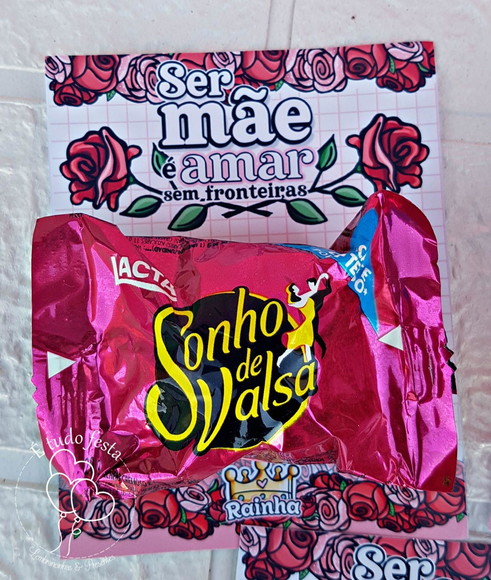 Ser
mãe
é amar
sem fronteiras
LACTA
Sonho
de
Valsa
Rainha
É tudo festa
Ser